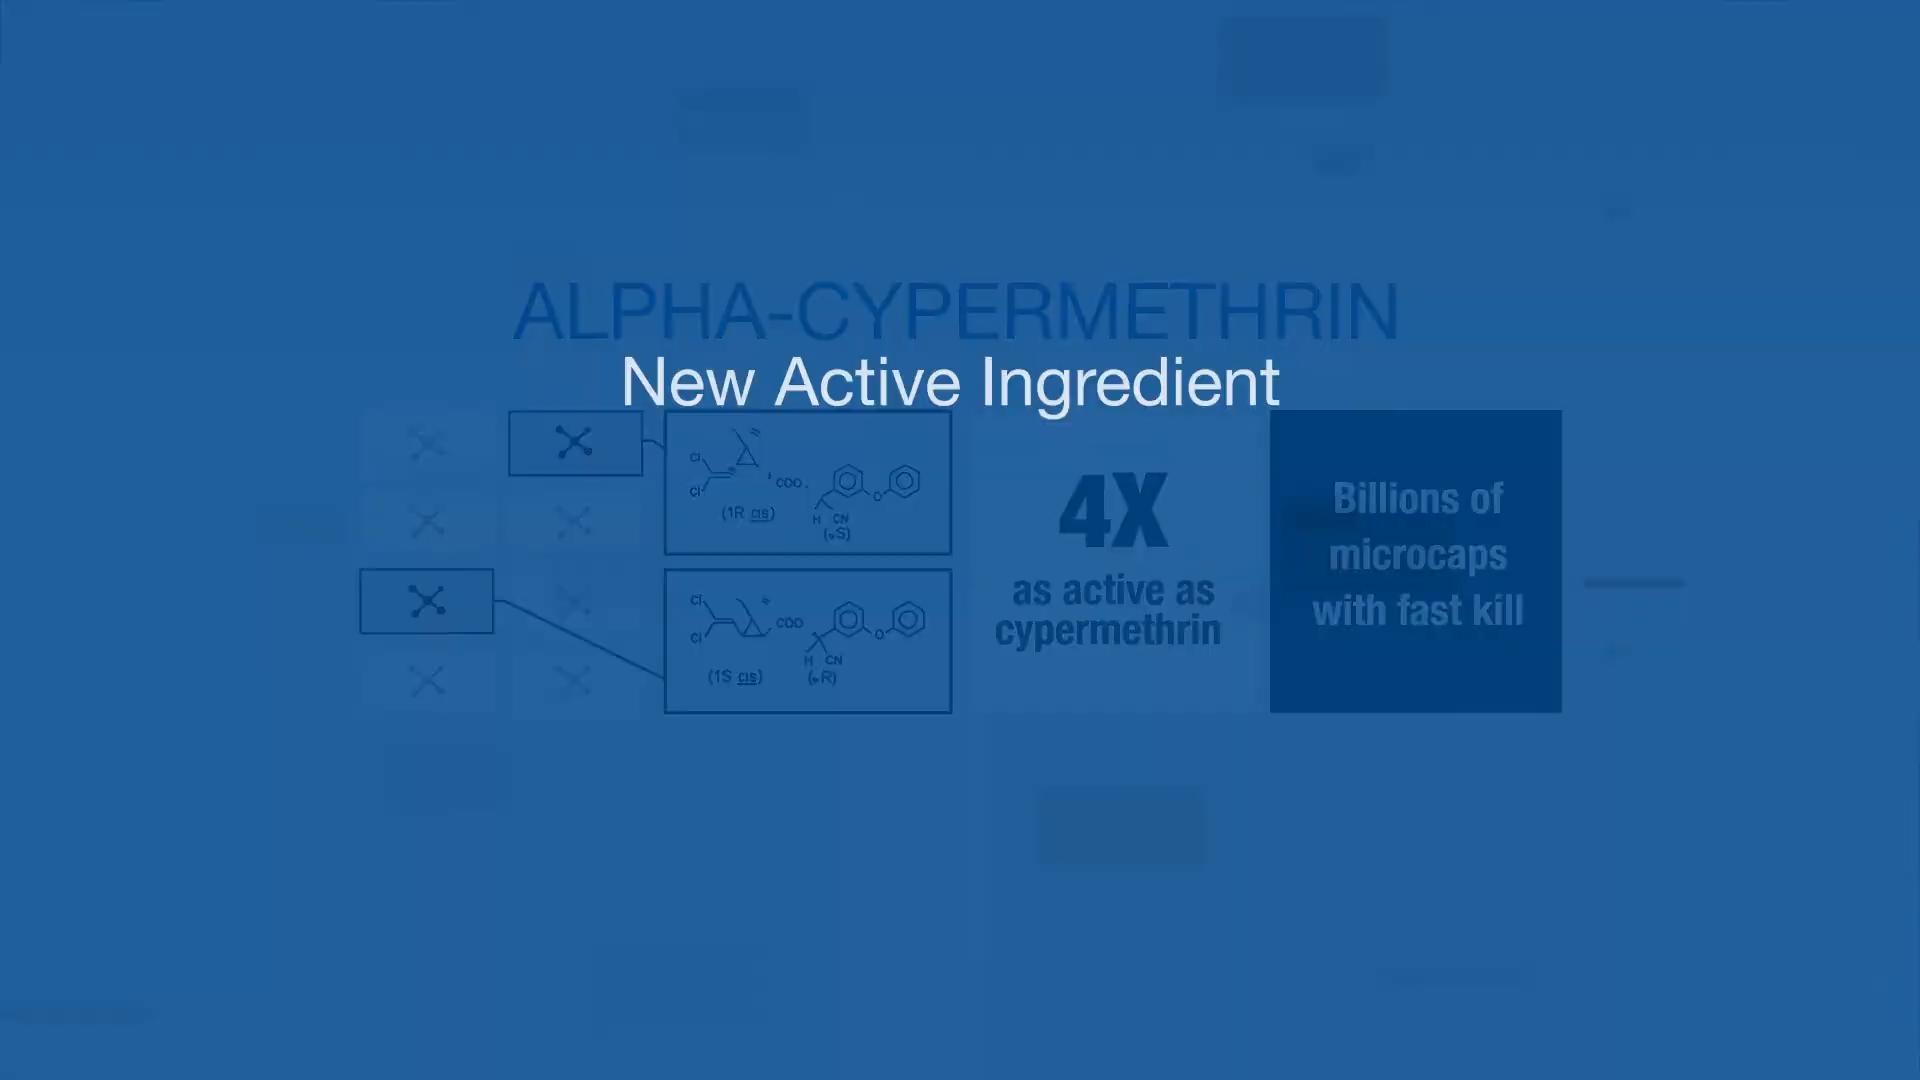 ALPHA-CYPERMETHRIN
New Active Ingredient
Cl
Cl
COO
O
H CN
(1R cis)
(αS)
Cl
Cl
COO
O
H CN
(1S cis)
(αR)
4X
as active as
cypermethrin
Billions of
microcaps
with fast kill